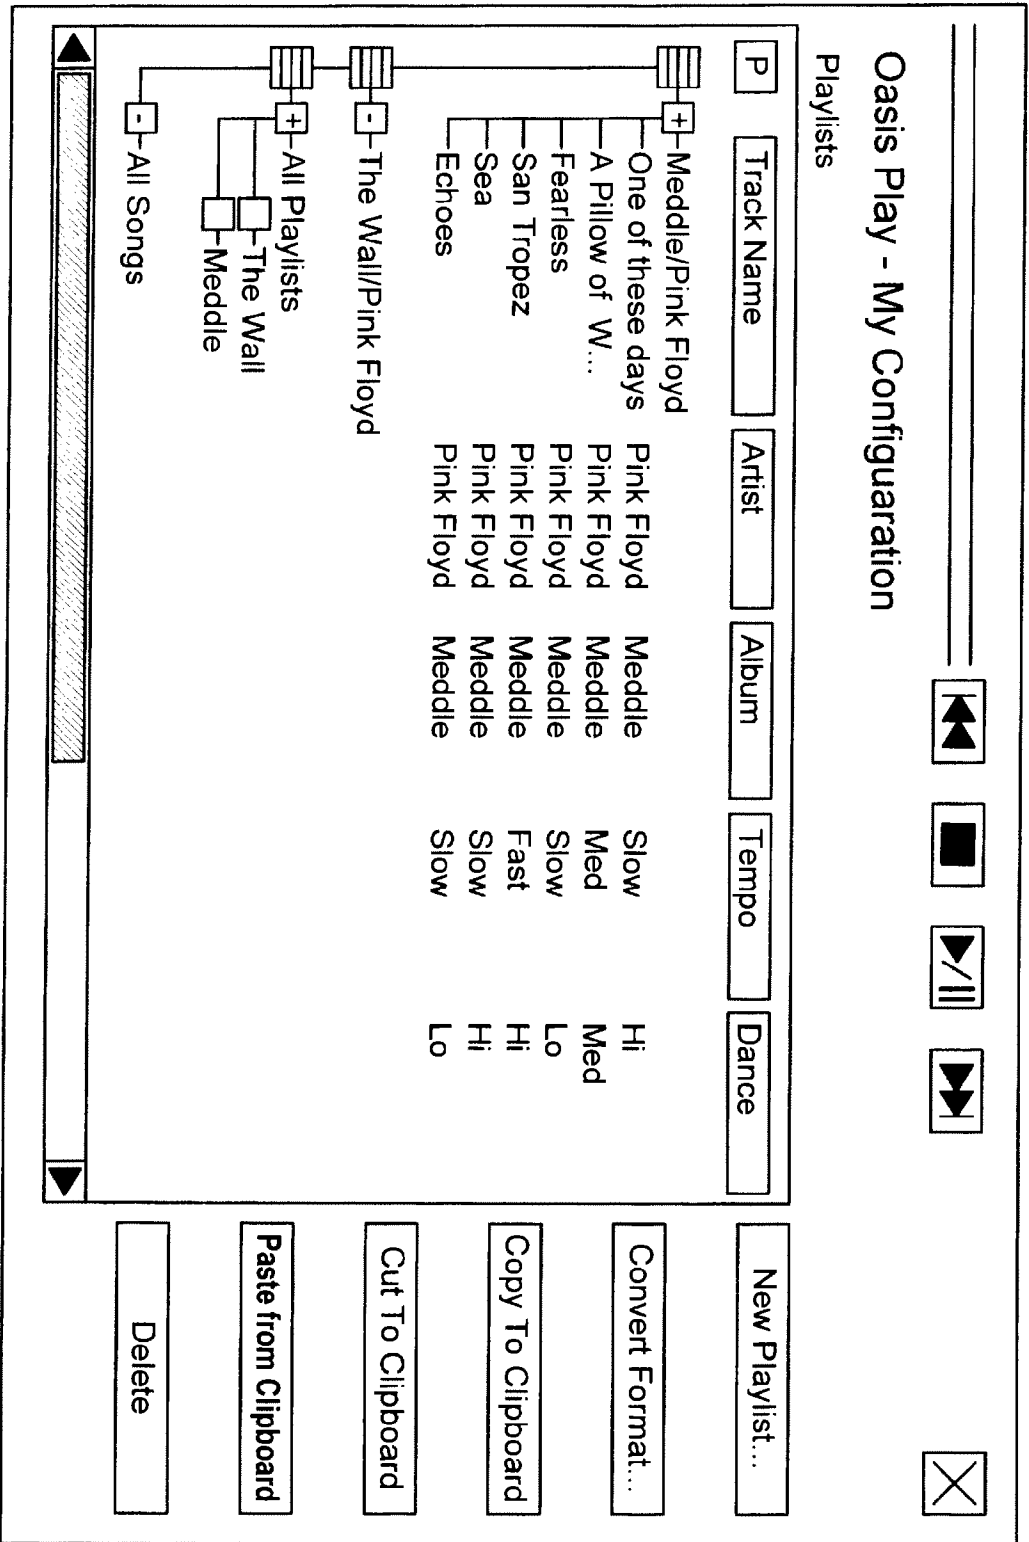 Oasis Play - My Configuaration
Playlists
P Track Name Artist Album Tempo Dance
+ Meddle/Pink Floyd
One of these days Pink Floyd Meddle Slow Hi
A Pillow of W... Pink Floyd Meddle Med Med
Fearless Pink Floyd Meddle Slow Lo
San Tropez Pink Floyd Meddle Fast Hi
Sea Pink Floyd Meddle Slow Hi
Echoes Pink Floyd Meddle Slow Lo
- The Wall/Pink Floyd
+ All Playlists
The Wall
Meddle
- All Songs
New Playlist...
Convert Format...
Copy To Clipboard
Cut To Clipboard
Paste from Clipboard
Delete